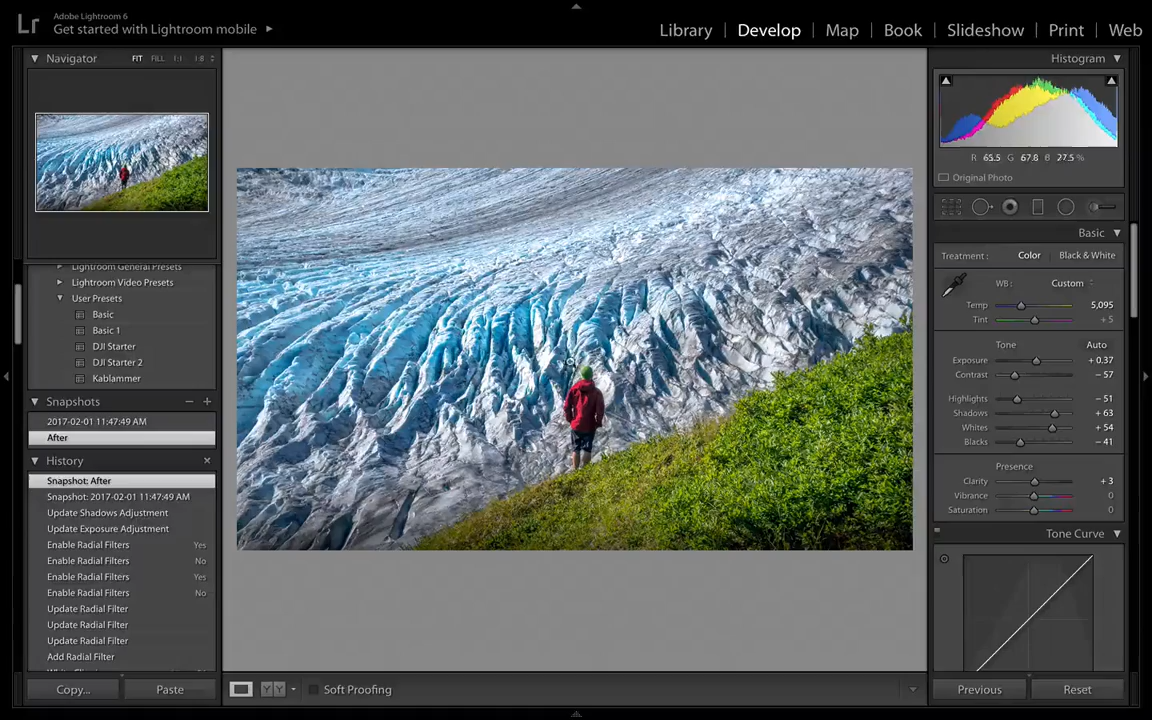 Lr
Adobe Lightroom 6
Get started with Lightroom mobile
Library | Develop | Map | Book | Slideshow | Print | Web
Navigator FIT FILL 1:1 1:8
Lightroom General Presets
Lightroom Video Presets
User Presets
Basic
Basic 1
DJI Starter
DJI Starter 2
Kablammer
Snapshots
2017-02-01 11:47:49 AM
After
History
Snapshot: After
Snapshot: 2017-02-01 11:47:49 AM
Update Shadows Adjustment
Update Exposure Adjustment
Enable Radial Filters Yes
Enable Radial Filters No
Enable Radial Filters Yes
Enable Radial Filters No
Update Radial Filter
Update Radial Filter
Update Radial Filter
Add Radial Filter
Copy... Paste
YY Soft Proofing
Histogram
R 65.5 G 67.8 B 27.5 %
Original Photo
Basic
Treatment : Color | Black & White
WB : Custom
Temp 5,095
Tint + 5
Tone Auto
Exposure + 0.37
Contrast – 57
Highlights – 51
Shadows + 63
Whites + 54
Blacks – 41
Presence
Clarity + 3
Vibrance 0
Saturation 0
Tone Curve
Previous Reset